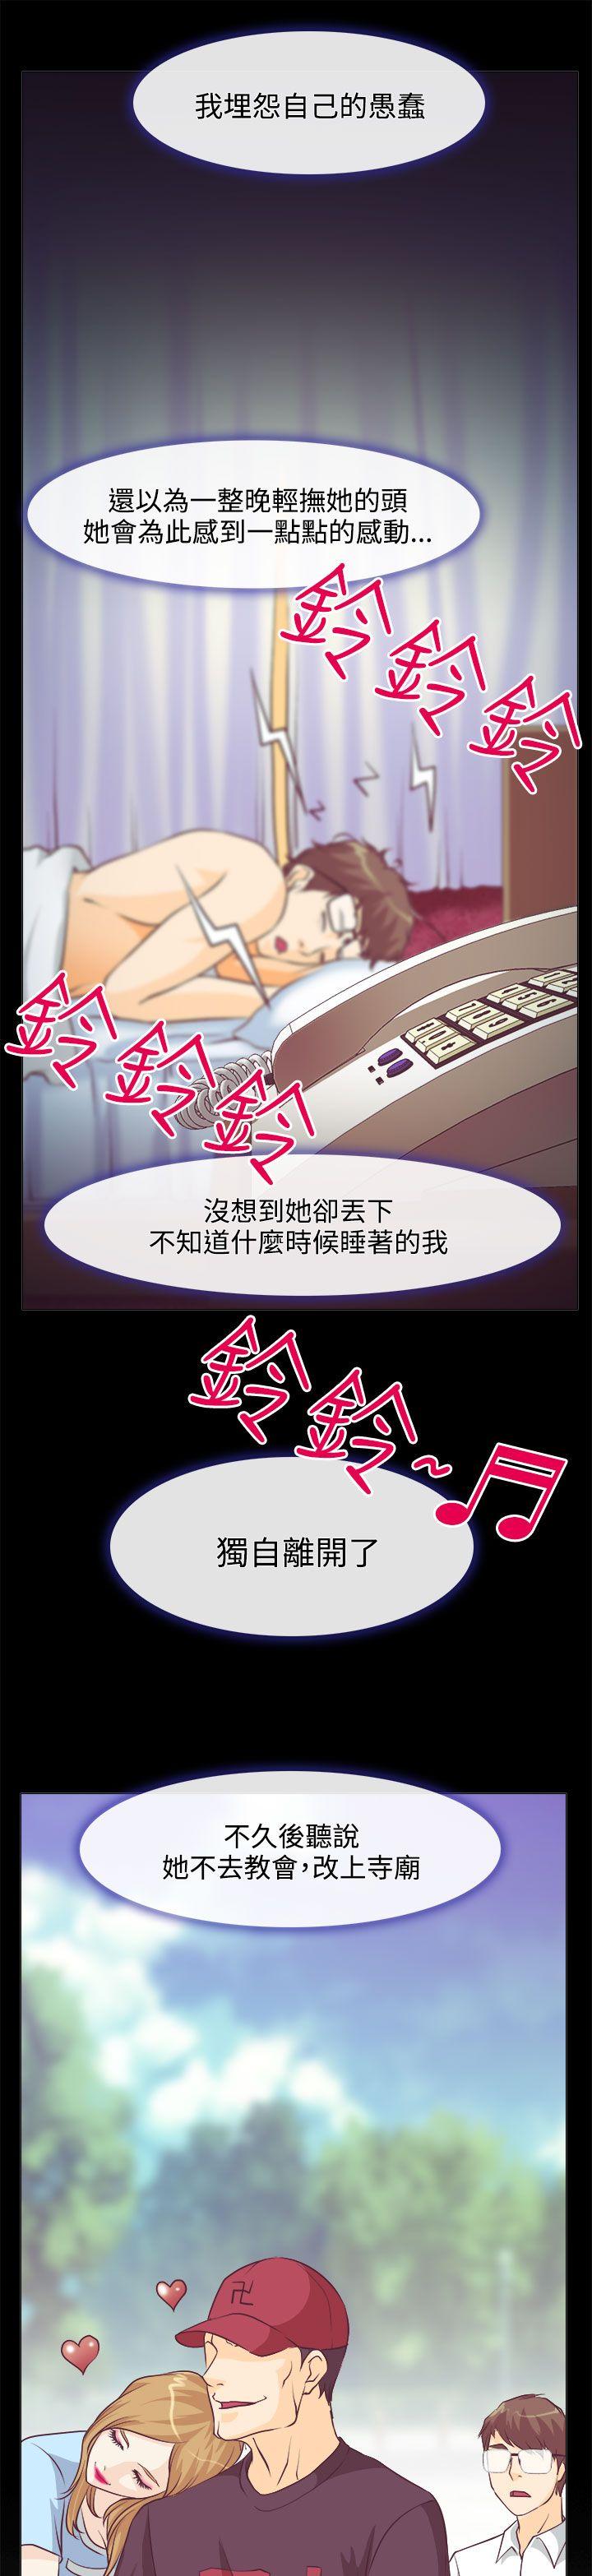 我埋怨自己的愚蠢
還以為一整晚輕撫她的頭
她會為此感到一點點的感動...
鈴鈴鈴
鈴鈴鈴
沒想到她卻丟下
不知道什麼時候睡著的我
鈴鈴~
獨自離開了
不久後聽說
她不去教會,改上寺廟
卍